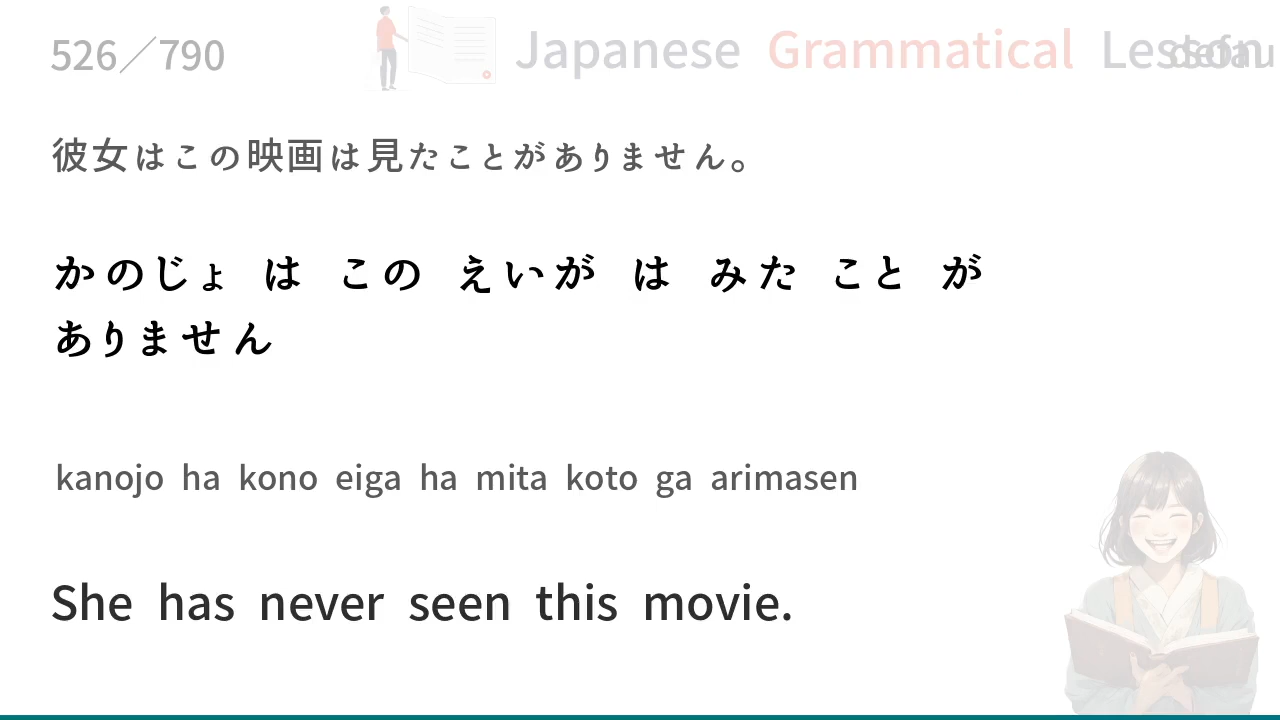 526／790
Japanese Grammatical Lesson
defau
彼女はこの映画は見たことがありません。
かのじょ は この えいが は みた こと が
ありません
kanojo ha kono eiga ha mita koto ga arimasen
She has never seen this movie.